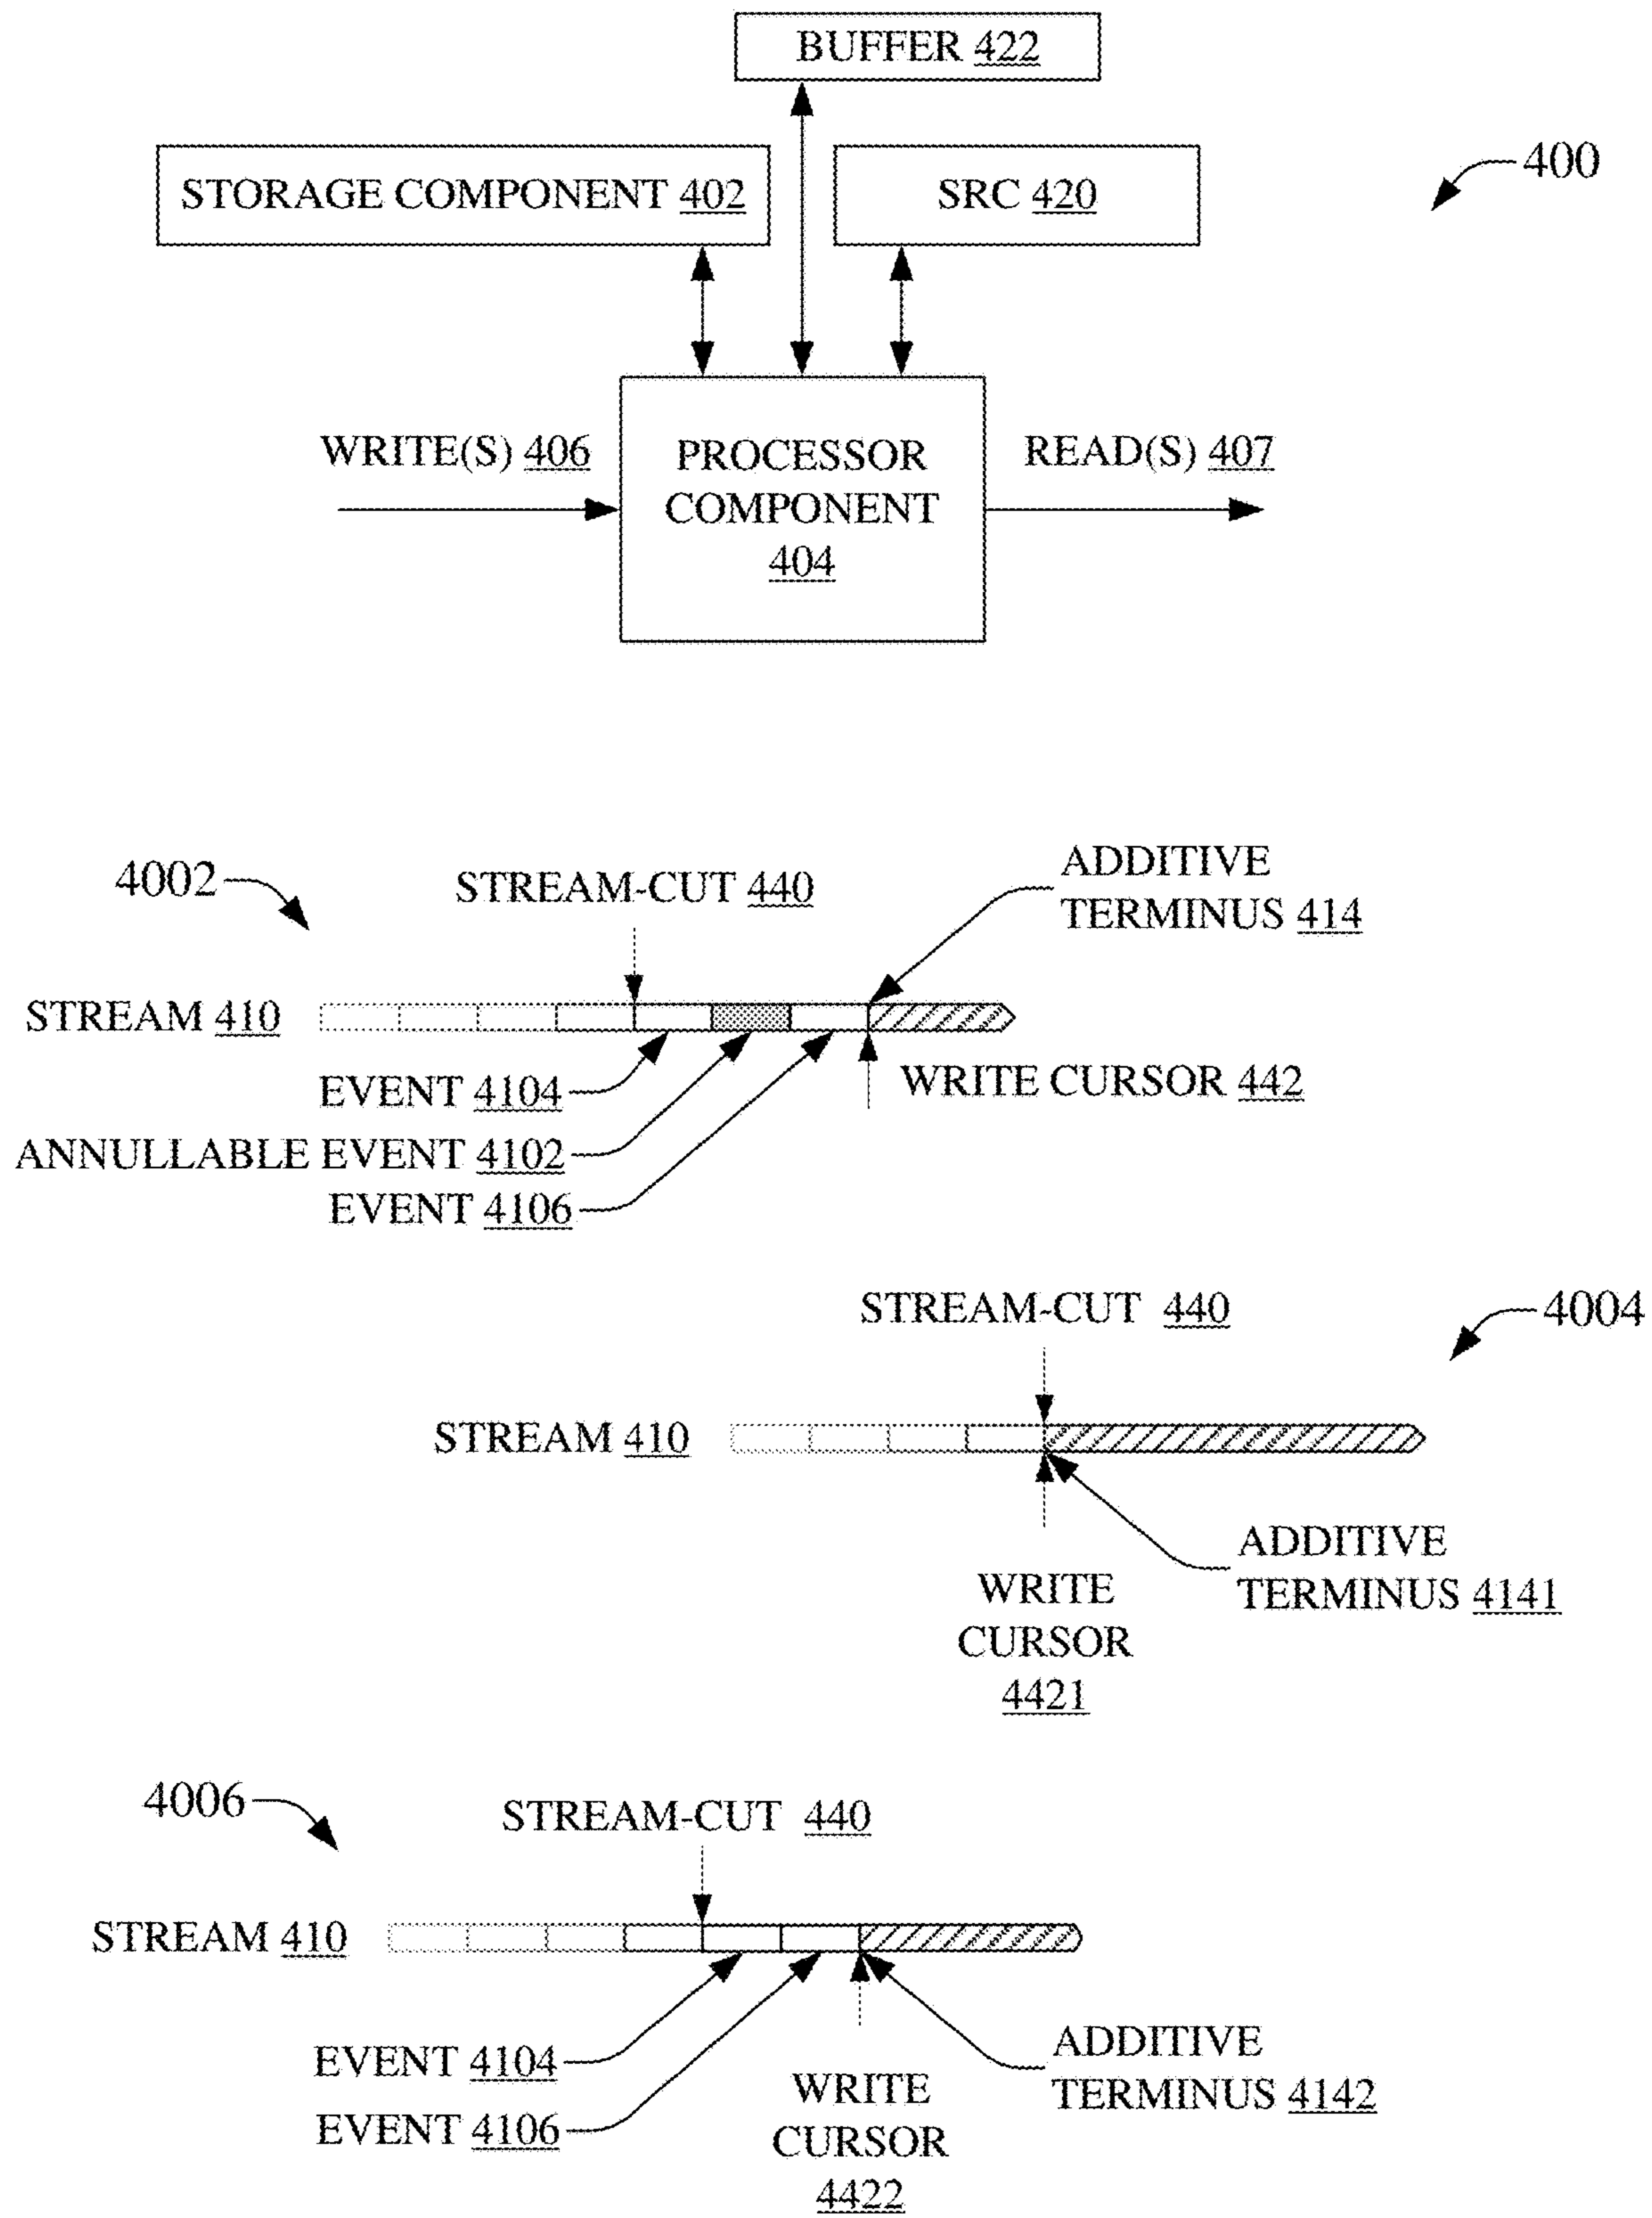 BUFFER 422
STORAGE COMPONENT 402
SRC 420
400
WRITE(S) 406
PROCESSOR
COMPONENT
404
READ(S) 407
4002
STREAM-CUT 440
ADDITIVE
TERMINUS 414
STREAM 410
EVENT 4104
WRITE CURSOR 442
ANNULLABLE EVENT 4102
EVENT 4106
STREAM-CUT 440
4004
STREAM 410
ADDITIVE
TERMINUS 4141
WRITE
CURSOR
4421
4006
STREAM-CUT 440
STREAM 410
EVENT 4104
EVENT 4106
WRITE
CURSOR
4422
ADDITIVE
TERMINUS 4142